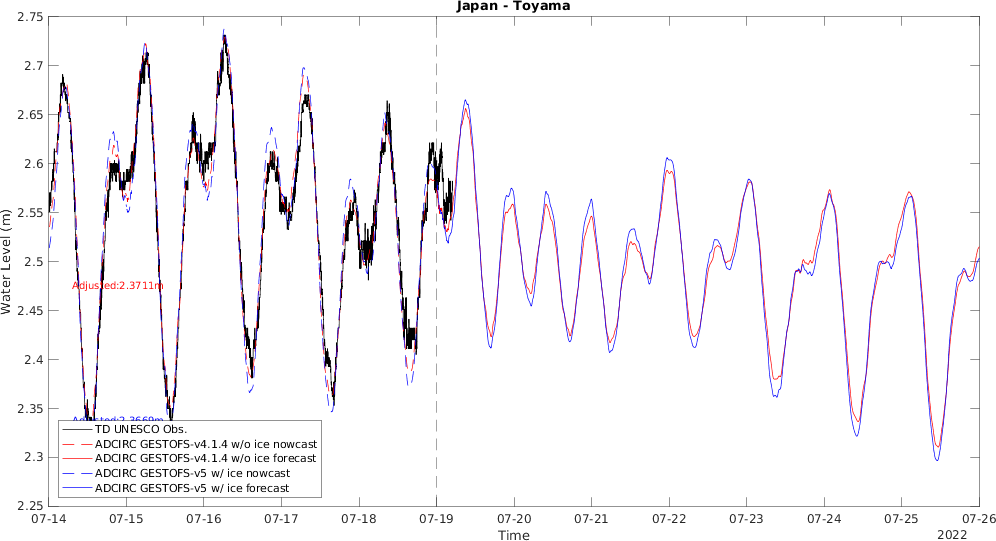 Japan - Toyama
Water Level (m)
2.75
2.7
2.65
2.6
2.55
2.5
2.45
2.4
2.35
2.3
2.25
Adjusted:2.3711m
Adjusted:2.3669m
TD UNESCO Obs.
ADCIRC GESTOFS-v4.1.4 w/o ice nowcast
ADCIRC GESTOFS-v4.1.4 w/o ice forecast
ADCIRC GESTOFS-v5 w/ ice nowcast
ADCIRC GESTOFS-v5 w/ ice forecast
07-14 07-15 07-16 07-17 07-18 07-19 07-20 07-21 07-22 07-23 07-24 07-25 07-26
Time
2022